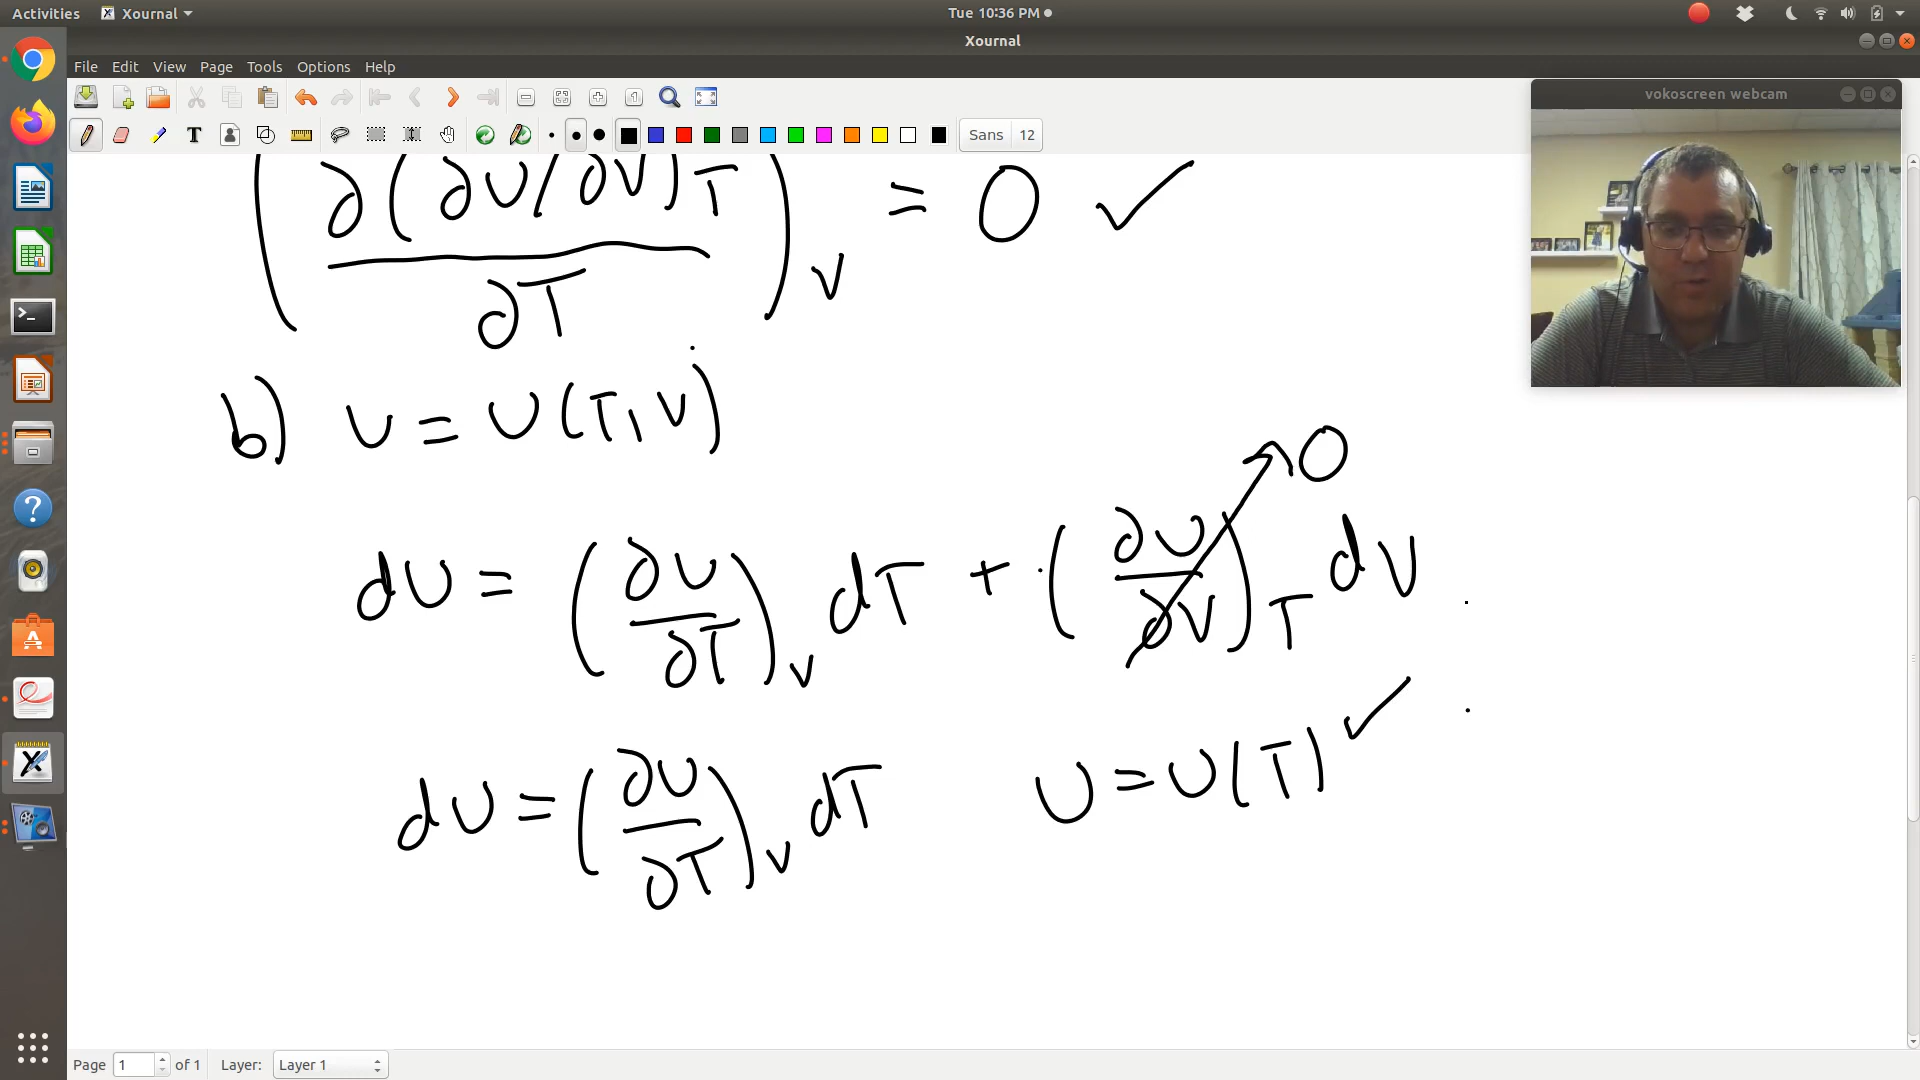 Activities Xournal Tue 10:36 PM
Xournal
File Edit View Page Tools Options Help
vokoscreen webcam
Sans 12
( ∂(∂U/∂V)T / ∂T )V = 0 ✓
b) U = U(T,V)
0
dU = (∂U/∂T)V dT + (∂U/∂V)T dV
dU = (∂U/∂T)V dT U = U(T) ✓
Page 1 of 1 Layer: Layer 1